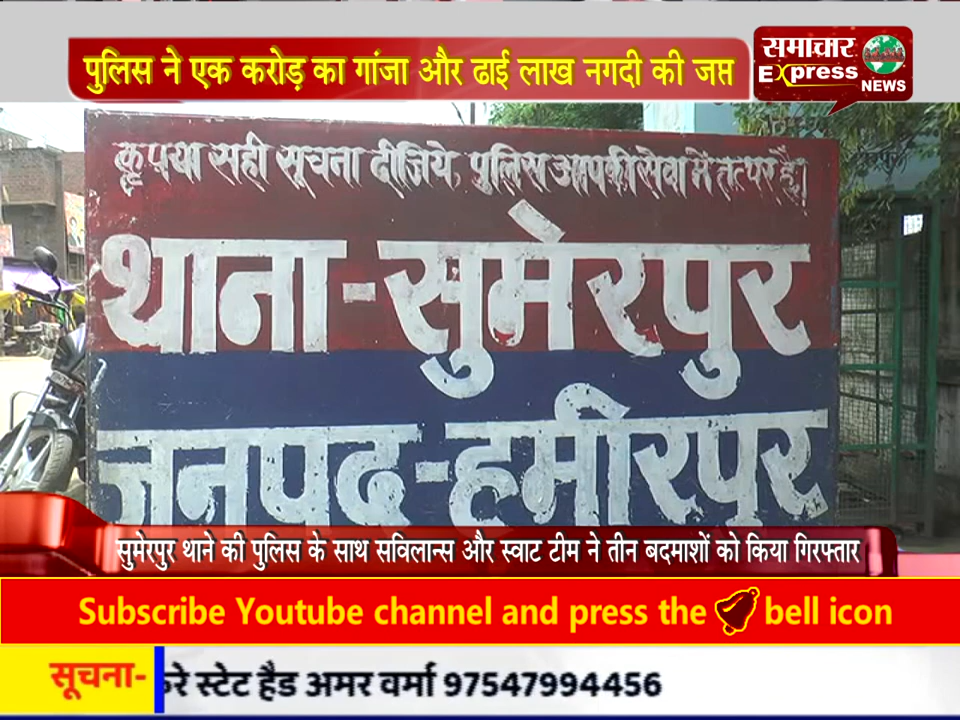 पुलिस ने एक करोड़ का गांजा और ढाई लाख नगदी की जप्त
समाचार
Express
NEWS
कृपया सही सूचना दीजिये, पुलिस आपकी सेवा में तत्पर है।
थाना-सुमेरपुर
जनपद-हमीरपुर
सुमेरपुर थाने की पुलिस के साथ सविलान्स और स्वाट टीम ने तीन बदमाशों को किया गिरफ्तार
Subscribe Youtube channel and press the bell icon
सूचना- रे स्टेट हैड अमर वर्मा 97547994456